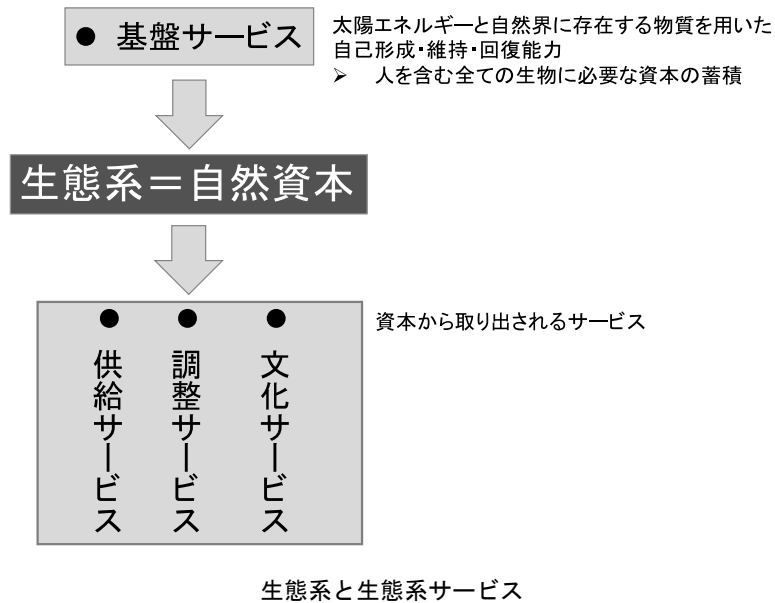 ● 基盤サービス
太陽エネルギーと自然界に存在する物質を用いた
自己形成・維持・回復能力
➢ 人を含む全ての生物に必要な資本の蓄積
生態系＝自然資本
● 供給サービス
● 調整サービス
● 文化サービス
資本から取り出されるサービス
生態系と生態系サービス